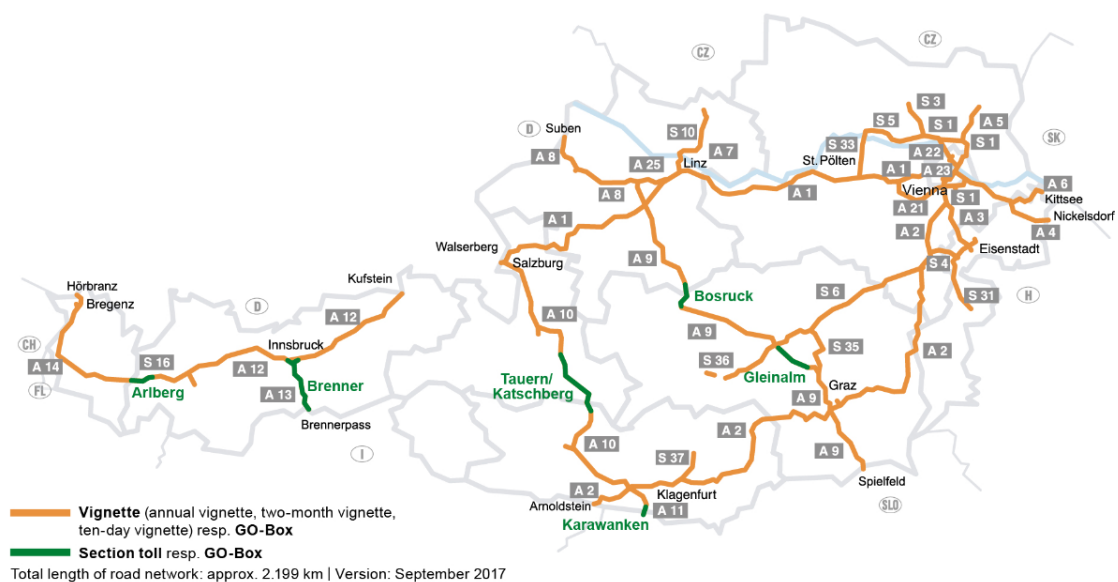 CZ
CZ
S 3
S 10
S 5
S 1
A 5
D
Suben
SK
A 7
S 33
S 1
A 8
A 25
Linz
St. Pölten
A 22
A 1
A 23
A 6
A 8
A 1
Vienna
S 1
Kittsee
A 21
A 3
Nickelsdorf
A 1
A 2
A 4
Walserberg
Eisenstadt
Salzburg
A 9
S 4
Kufstein
Hörbranz
S 6
Bosruck
S 31
H
Bregenz
D
A 12
A 10
A 9
CH
Innsbruck
S 35
A 2
A 14
S 16
A 12
S 36
Gleinalm
FL
Arlberg
Brenner
Tauern/
Katschberg
Graz
A 13
A 9
Brennerpass
A 2
A 10
A 9
I
S 37
Spielfeld
A 2
Klagenfurt
Arnoldstein
A 11
SLO
Karawanken
Vignette (annual vignette, two-month vignette,
ten-day vignette) resp. GO-Box
Section toll resp. GO-Box
Total length of road network: approx. 2.199 km | Version: September 2017